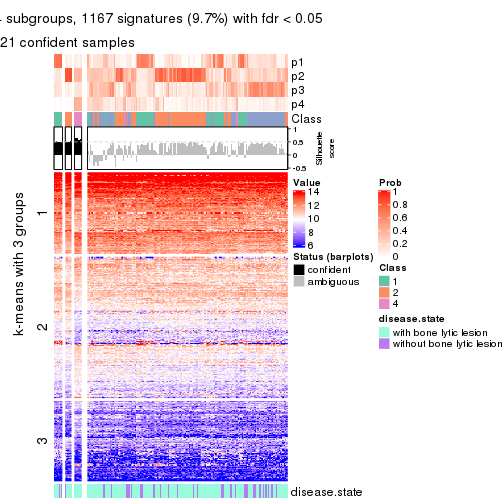 subgroups, 1167 signatures (9.7%) with fdr < 0.05
21 confident samples
p1
p2
p3
p4
Class
1
0.5
0
-0.5
Silhouette
score
k-means with 3 groups
1
2
3
Value
14
12
10
8
6
Status (barplots)
confident
ambiguous
Prob
1
0.8
0.6
0.4
0.2
0
Class
1
2
4
disease.state
with bone lytic lesion
without bone lytic lesion
disease.state